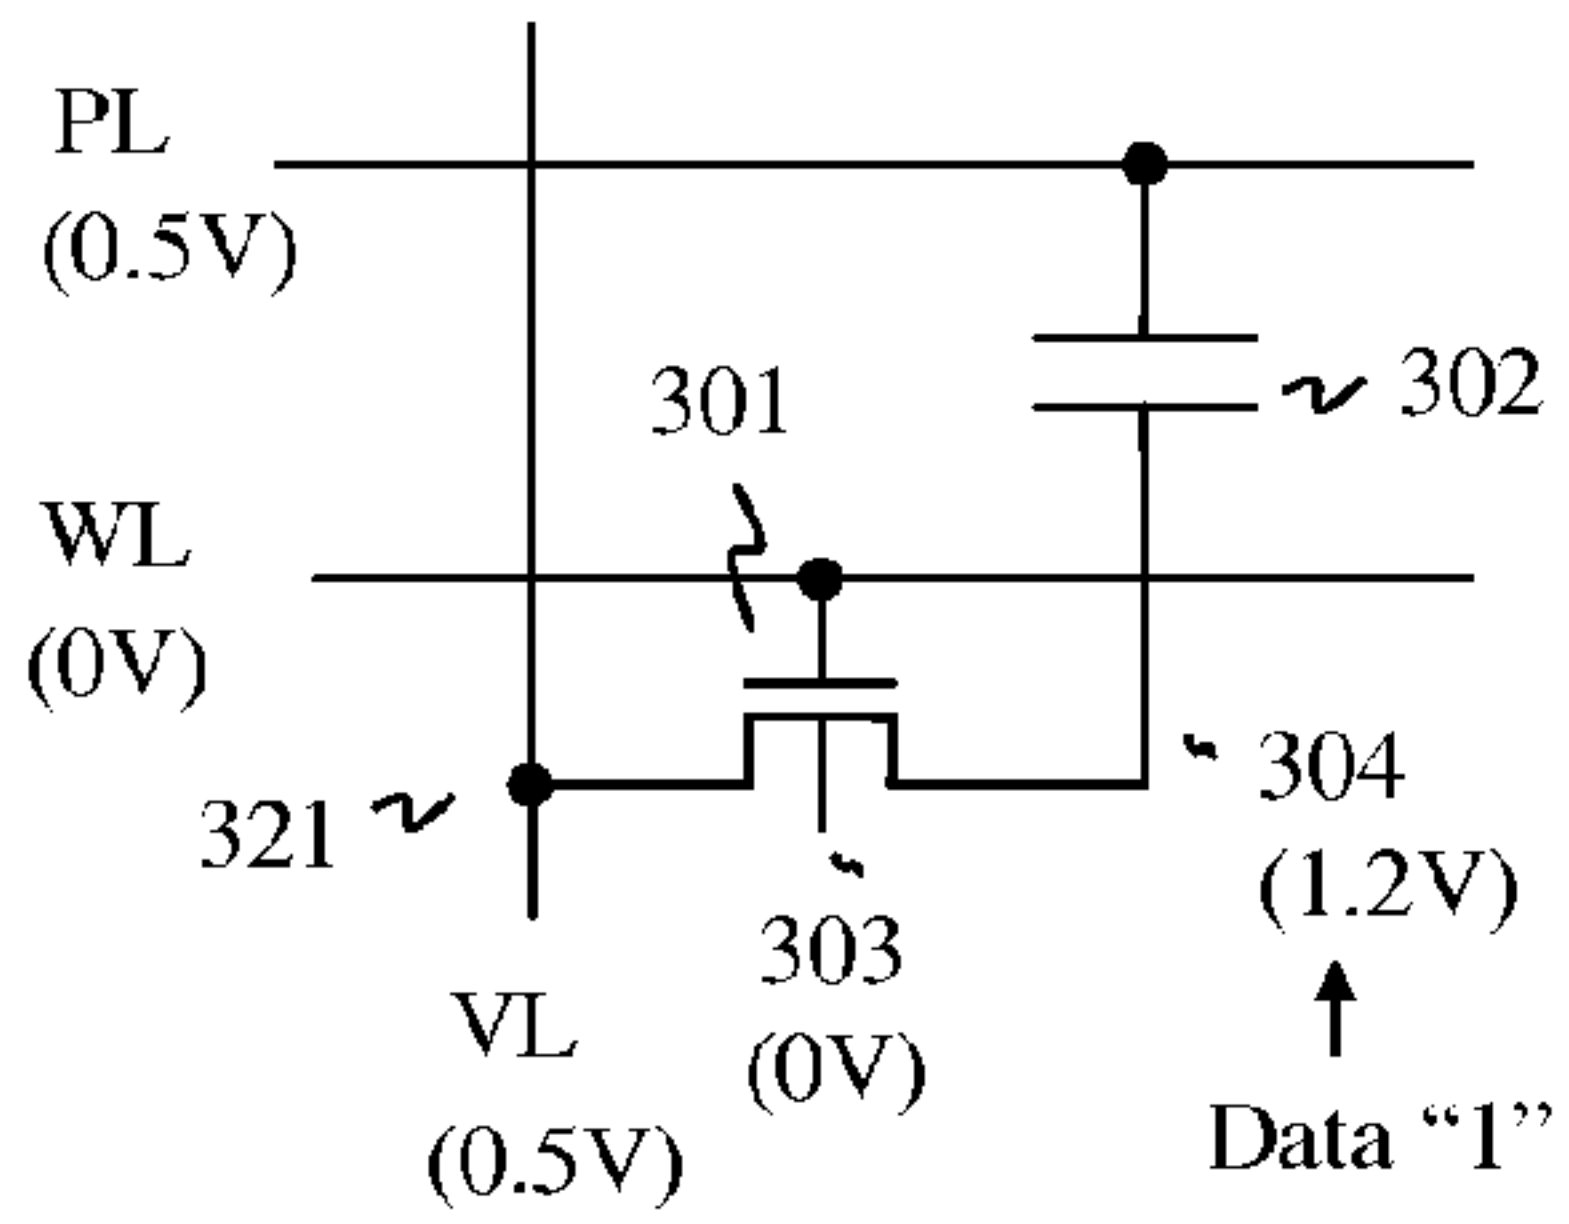 PL
(0.5V)
301
302
WL
(0V)
304
(1.2V)
321
303
(0V)
VL
(0.5V)
Data “1”